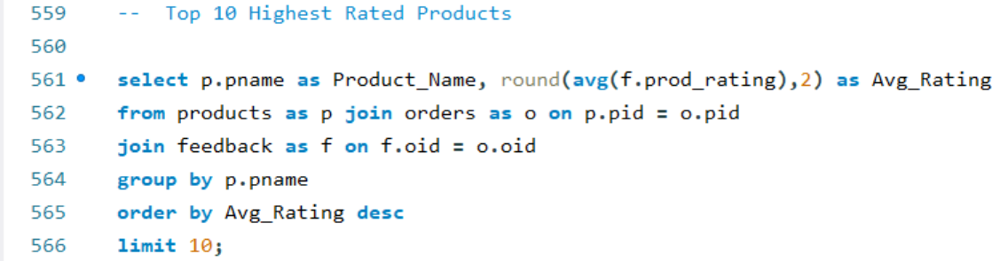 559 -- Top 10 Highest Rated Products
560
561 select p.pname as Product_Name, round(avg(f.prod_rating),2) as Avg_Rating
562 from products as p join orders as o on p.pid = o.pid
563 join feedback as f on f.oid = o.oid
564 group by p.pname
565 order by Avg_Rating desc
566 limit 10;